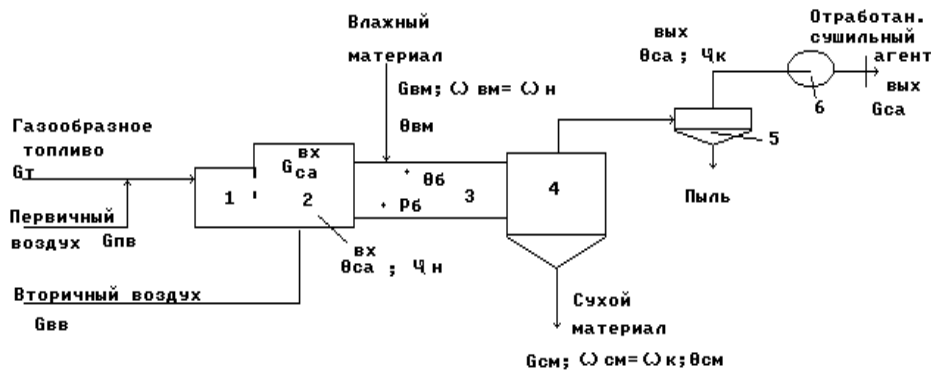 Влажный
материал
Gвм; ω вм= ω н
θвм
вых
θса ; φк
Отработан.
сушильный
агент
вых
Gса
6
5
Пыль
Газообразное
топливо
Gт
Первичный
воздух Gпв
1
2
вх
Gса
θб
Рб
3
4
вх
θса ; φн
Вторичный воздух
Gвв
Сухой
материал
Gсм; ω см= ω к; θсм